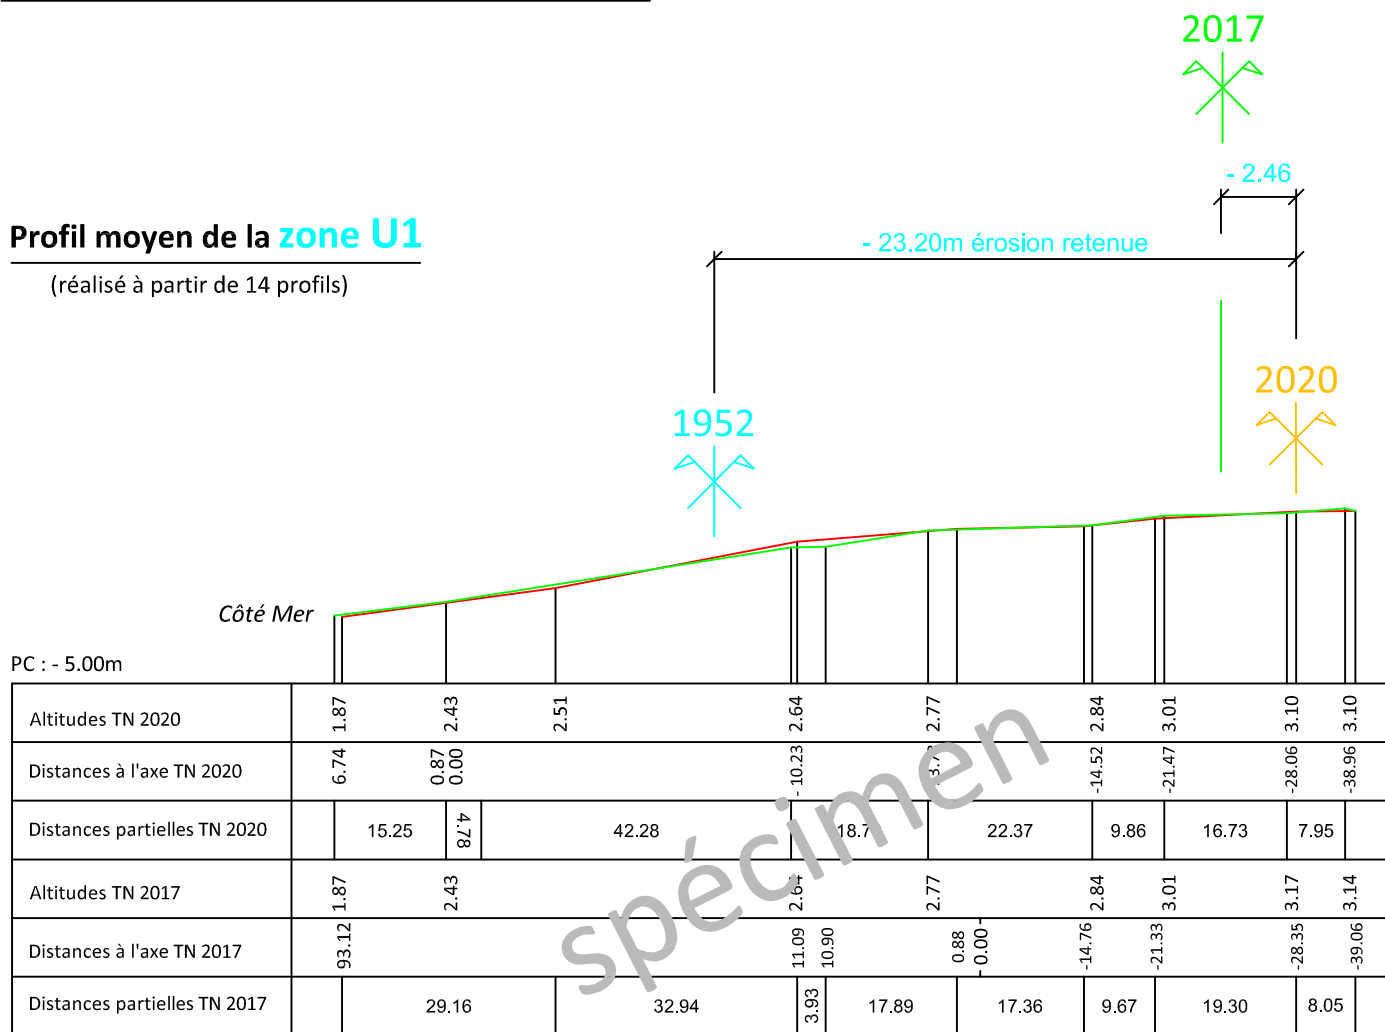 2017
- 2.46
Profil moyen de la zone U1
- 23.20m érosion retenue
(réalisé à partir de 14 profils)
2020
1952
Côté Mer
PC : - 5.00m
Altitudes TN 2020 1.87 2.43 2.51 2.64 2.77 2.84 3.01 3.10 3.10
Distances à l'axe TN 2020 6.74 0.87 0.00 - 10.23 -14.52 -21.47 -28.06 -38.96
Distances partielles TN 2020 15.25 4.78 42.28 22.37 9.86 16.73 7.95
Altitudes TN 2017 1.87 2.43 2.64 2.77 2.84 3.01 3.17 3.14
Distances à l'axe TN 2017 93.12 11.09 10.90 0.88 0.00 -14.76 -21.33 -28.35 -39.06
Distances partielles TN 2017 29.16 32.94 3.93 17.89 17.36 9.67 19.30 8.05
spécimen